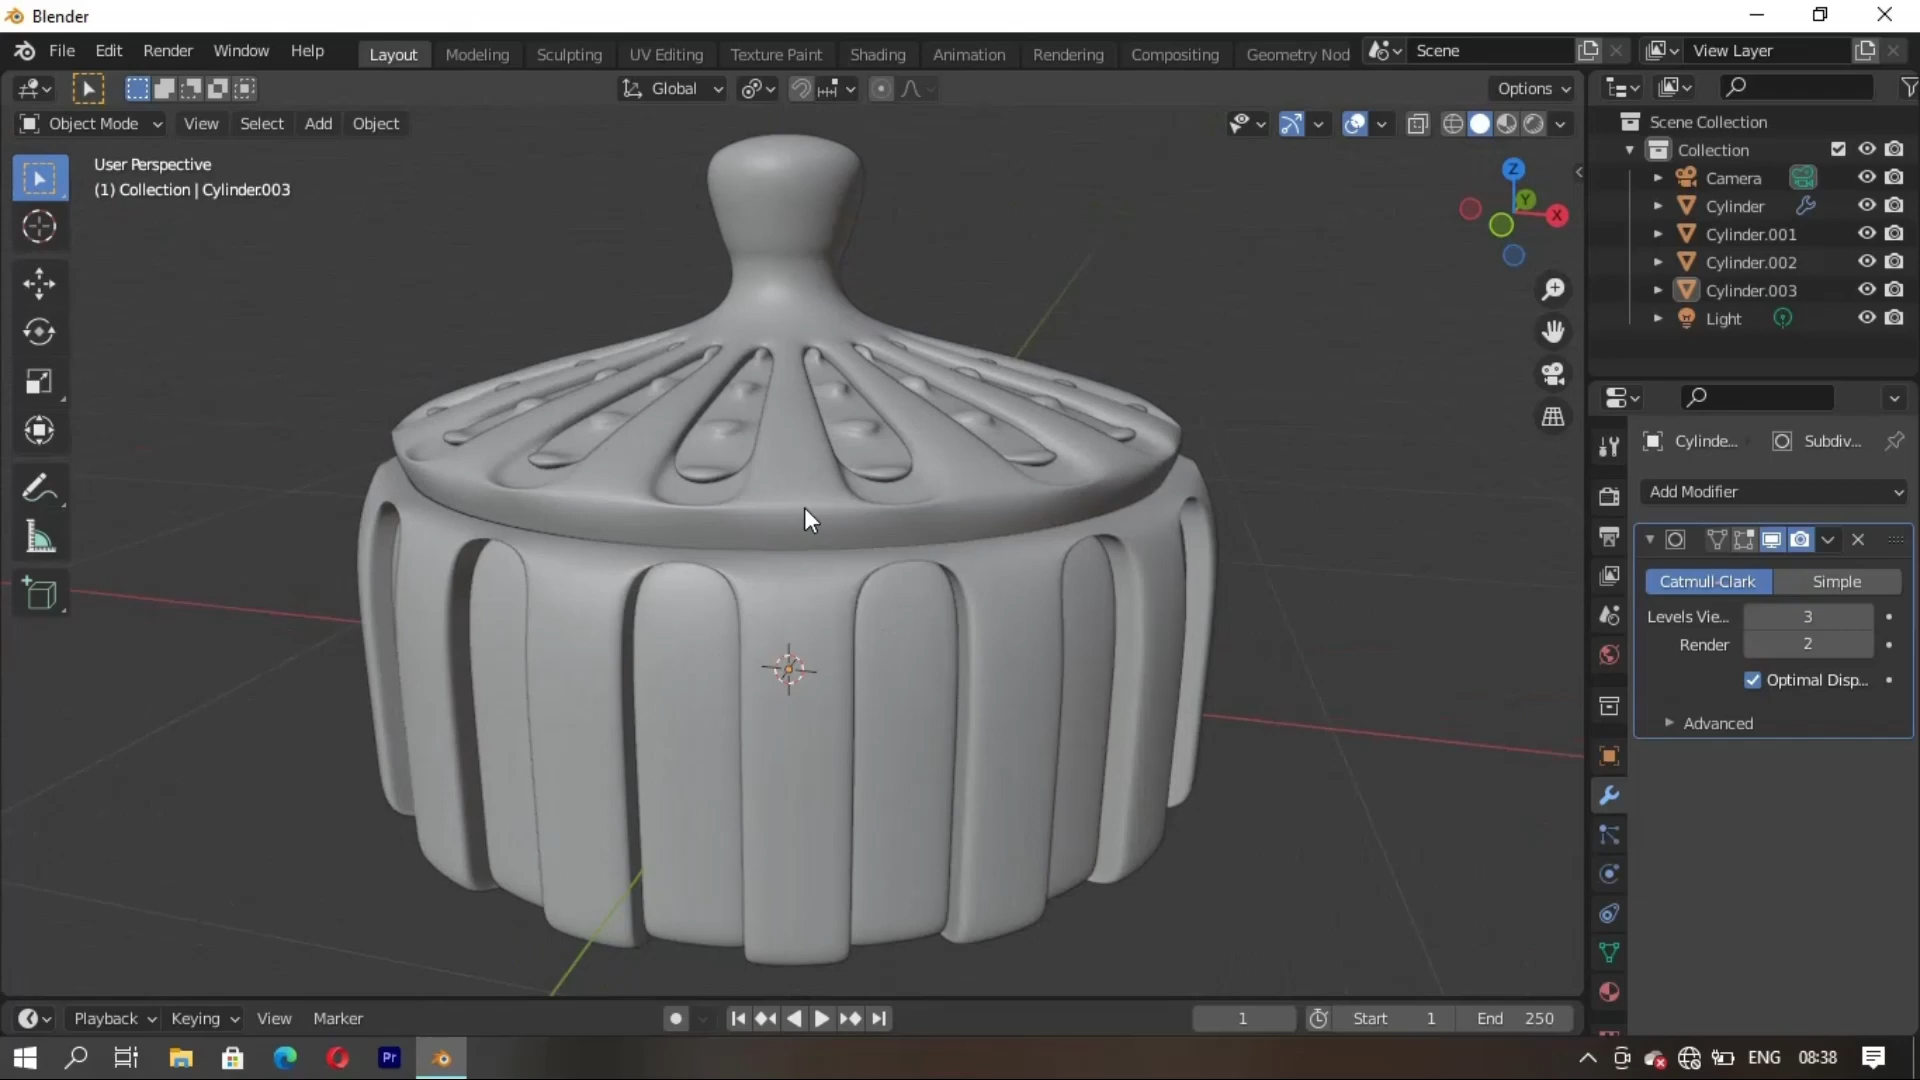 Blender
File Edit Render Window Help Layout Modeling Sculpting UV Editing Texture Paint Shading Animation Rendering Compositing Geometry Nod Scene View Layer
Global Options
Object Mode View Select Add Object
User Perspective
(1) Collection | Cylinder.003
Z
Y
X
Scene Collection
Collection
Camera
Cylinder
Cylinder.001
Cylinder.002
Cylinder.003
Light
Cylinde... Subdiv...
Add Modifier
Catmull-Clark Simple
Levels Vie... 3
Render 2
Optimal Disp...
Advanced
Playback Keying View Marker 1 Start 1 End 250
Pr ENG 08:38